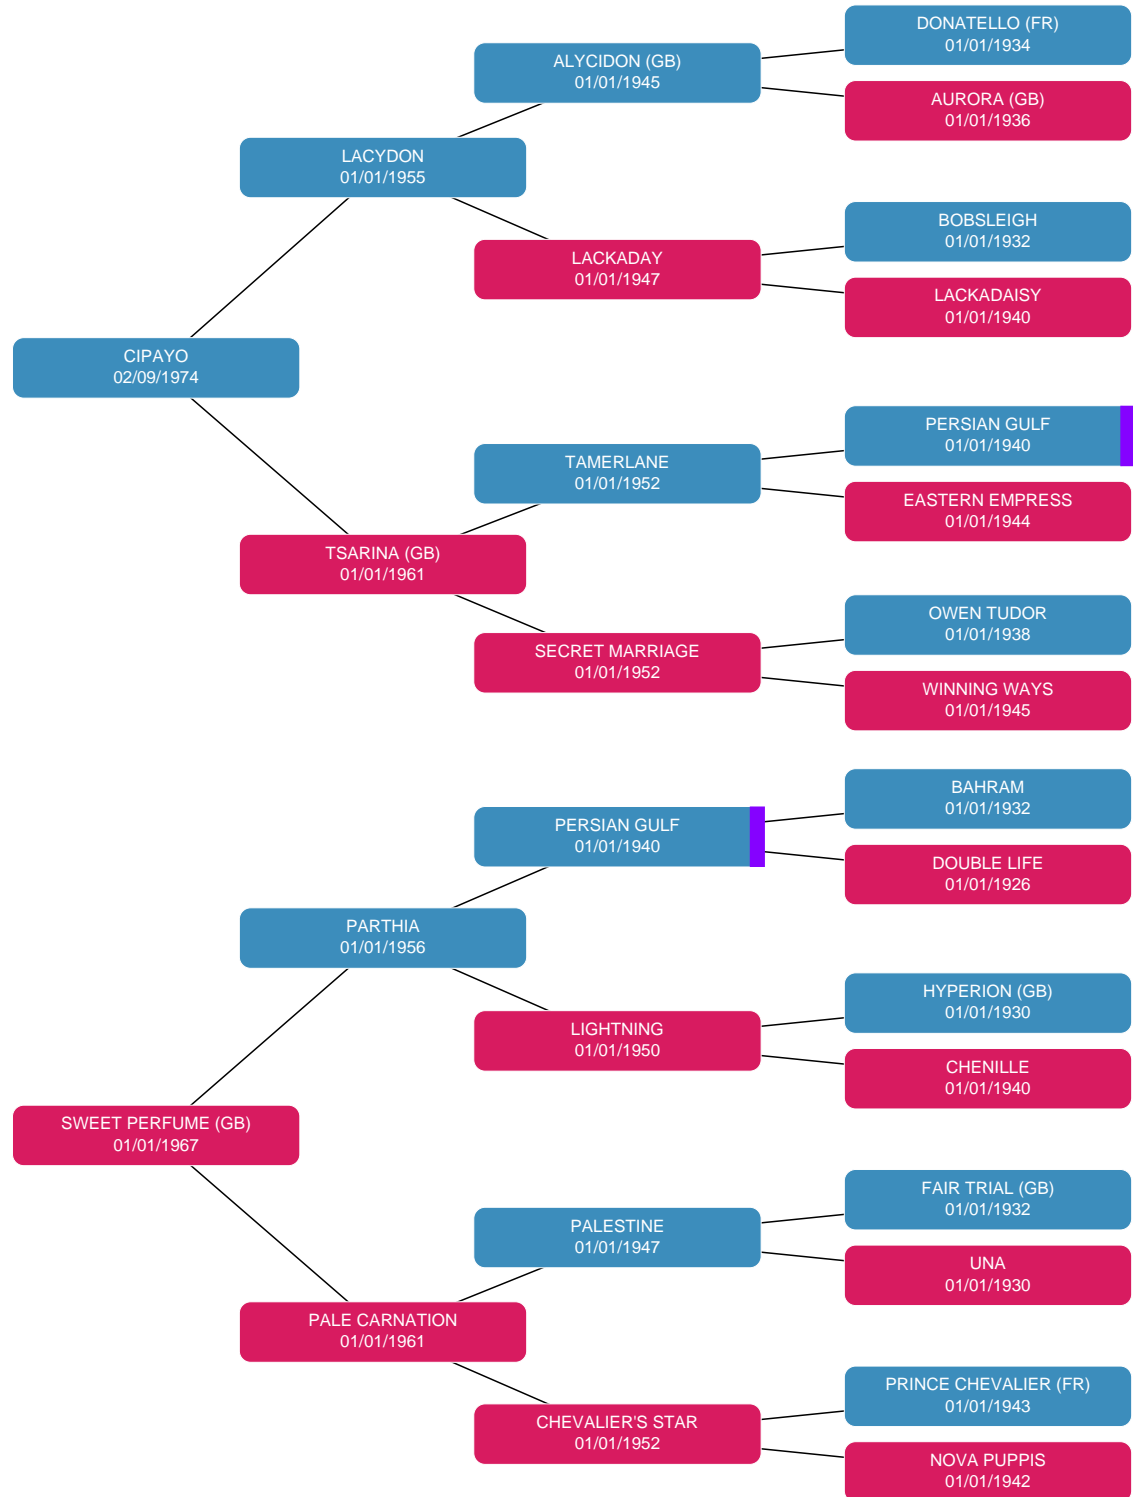 DONATELLO (FR)
01/01/1934
ALYCIDON (GB)
01/01/1945
AURORA (GB)
01/01/1936
LACYDON
01/01/1955
BOBSLEIGH
01/01/1932
LACKADAY
01/01/1947
LACKADAISY
01/01/1940
CIPAYO
02/09/1974
PERSIAN GULF
01/01/1940
TAMERLANE
01/01/1952
EASTERN EMPRESS
01/01/1944
TSARINA (GB)
01/01/1961
OWEN TUDOR
01/01/1938
SECRET MARRIAGE
01/01/1952
WINNING WAYS
01/01/1945
BAHRAM
01/01/1932
PERSIAN GULF
01/01/1940
DOUBLE LIFE
01/01/1926
PARTHIA
01/01/1956
HYPERION (GB)
01/01/1930
LIGHTNING
01/01/1950
CHENILLE
01/01/1940
SWEET PERFUME (GB)
01/01/1967
FAIR TRIAL (GB)
01/01/1932
PALESTINE
01/01/1947
UNA
01/01/1930
PALE CARNATION
01/01/1961
PRINCE CHEVALIER (FR)
01/01/1943
CHEVALIER'S STAR
01/01/1952
NOVA PUPPIS
01/01/1942